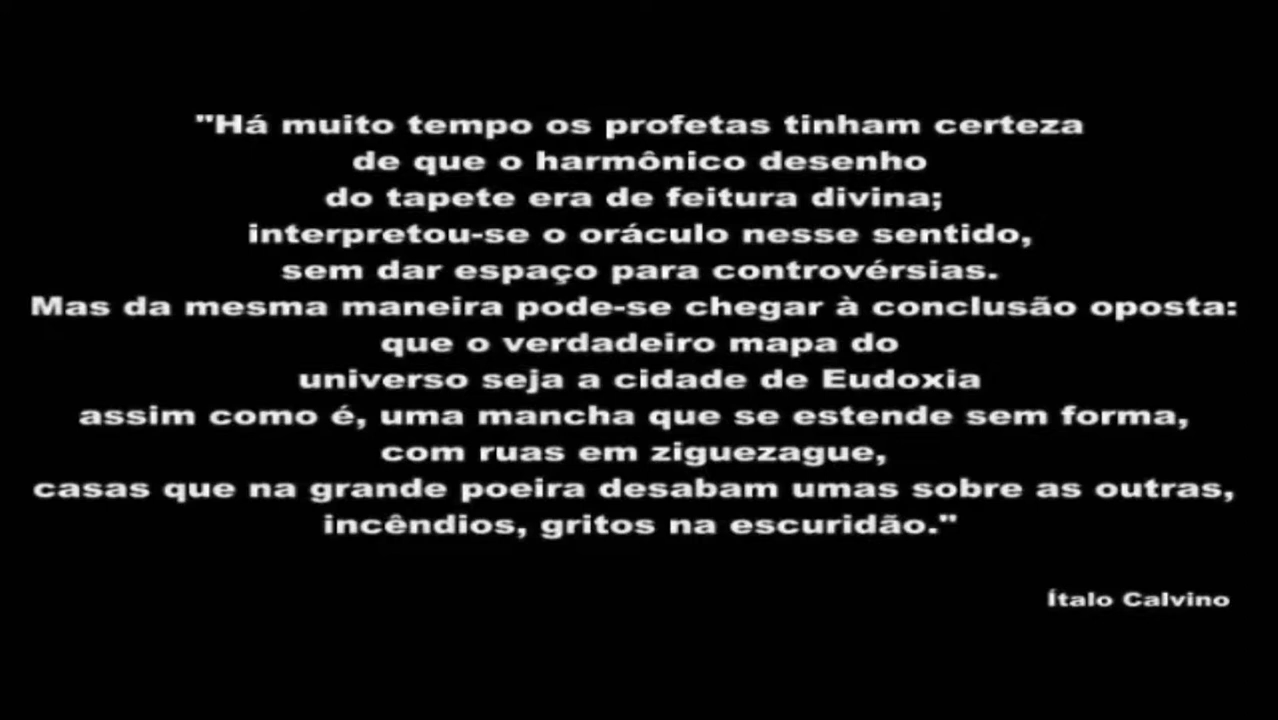 "Há muito tempo os profetas tinham certeza
de que o harmônico desenho
do tapete era de feitura divina;
interpretou-se o oráculo nesse sentido,
sem dar espaço para controvérsias.
Mas da mesma maneira pode-se chegar à conclusão oposta:
que o verdadeiro mapa do
universo seja a cidade de Eudoxia
assim como é, uma mancha que se estende sem forma,
com ruas em ziguezague,
casas que na grande poeira desabam umas sobre as outras,
incêndios, gritos na escuridão."
Ítalo Calvino